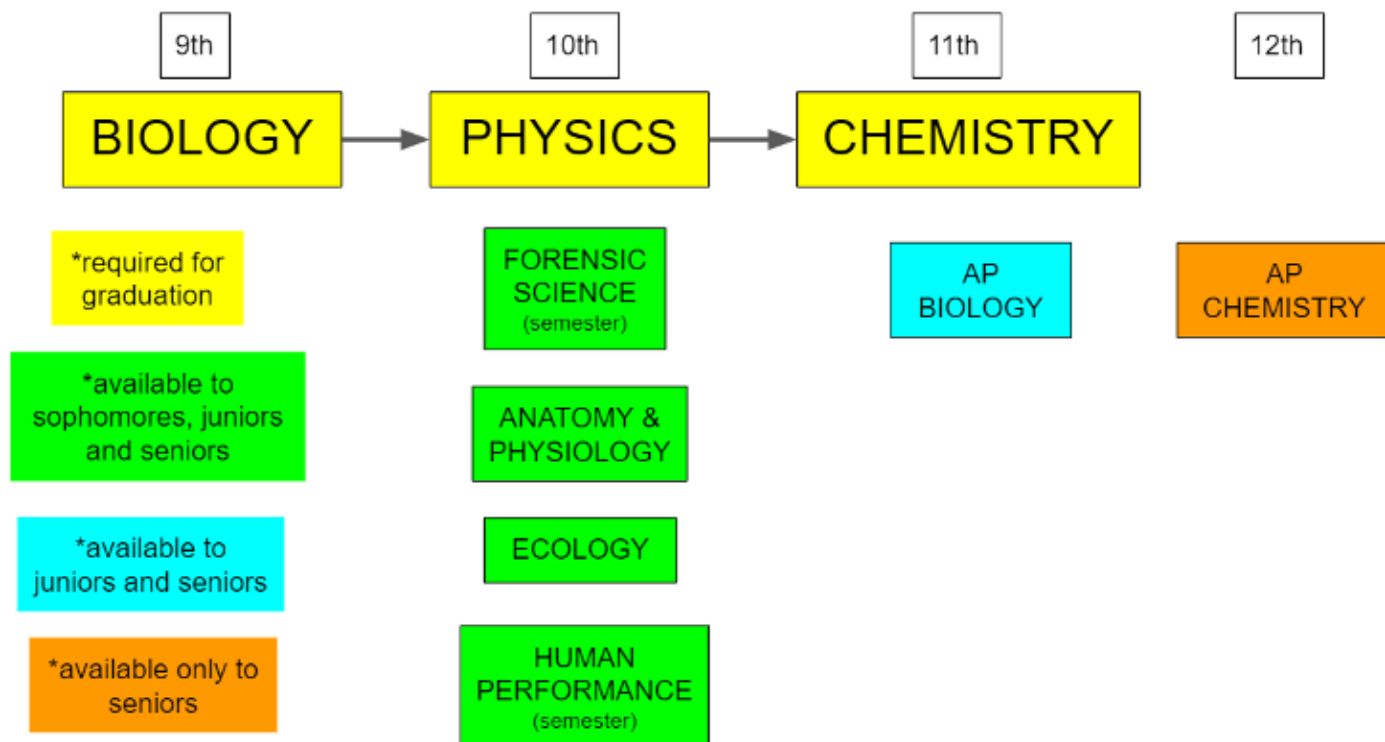 9th
10th
11th
12th
BIOLOGY
PHYSICS
CHEMISTRY
*required for
graduation
*available to
sophomores, juniors
and seniors
*available to
juniors and seniors
*available only to
seniors
FORENSIC
SCIENCE
(semester)
ANATOMY &
PHYSIOLOGY
ECOLOGY
HUMAN
PERFORMANCE
(semester)
AP
BIOLOGY
AP
CHEMISTRY